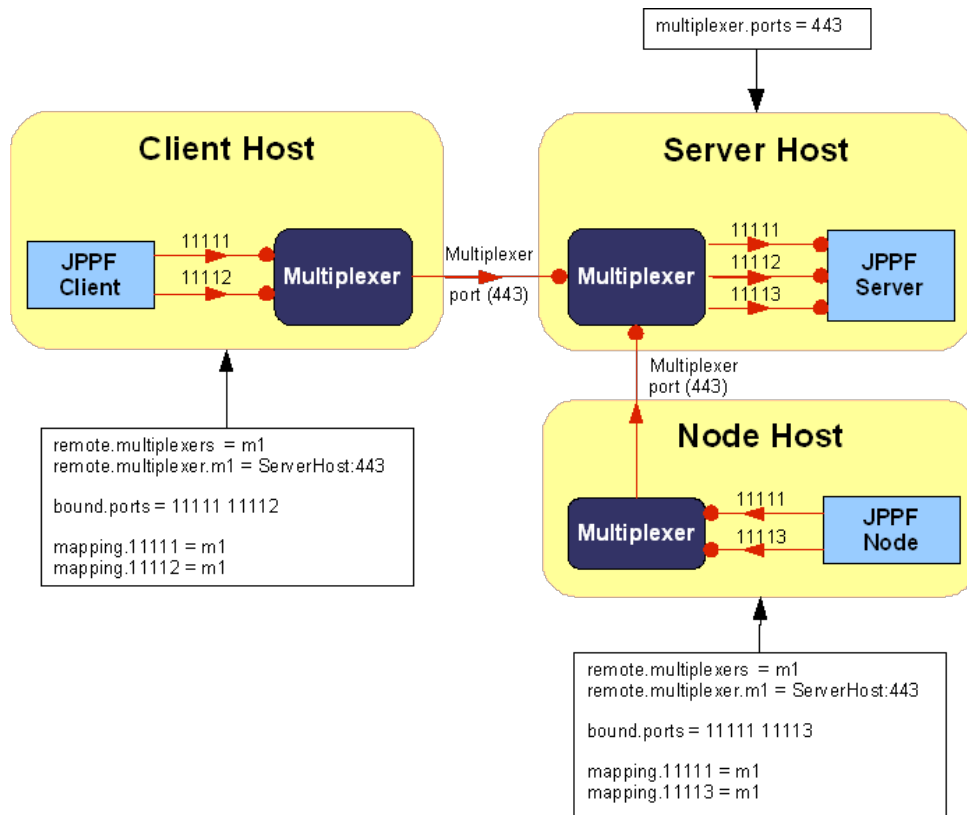 multiplexer.ports = 443
Client Host
Server Host
11111
11112
JPPF
Client
Multiplexer
Multiplexer
port (443)
Multiplexer
11111
11112
11113
JPPF
Server
Multiplexer
port (443)
Node Host
Multiplexer
11111
11113
JPPF
Node
remote.multiplexers = m1
remote.multiplexer.m1 = ServerHost:443
bound.ports = 11111 11112
mapping.11111 = m1
mapping.11112 = m1
remote.multiplexers = m1
remote.multiplexer.m1 = ServerHost:443
bound.ports = 11111 11113
mapping.11111 = m1
mapping.11113 = m1